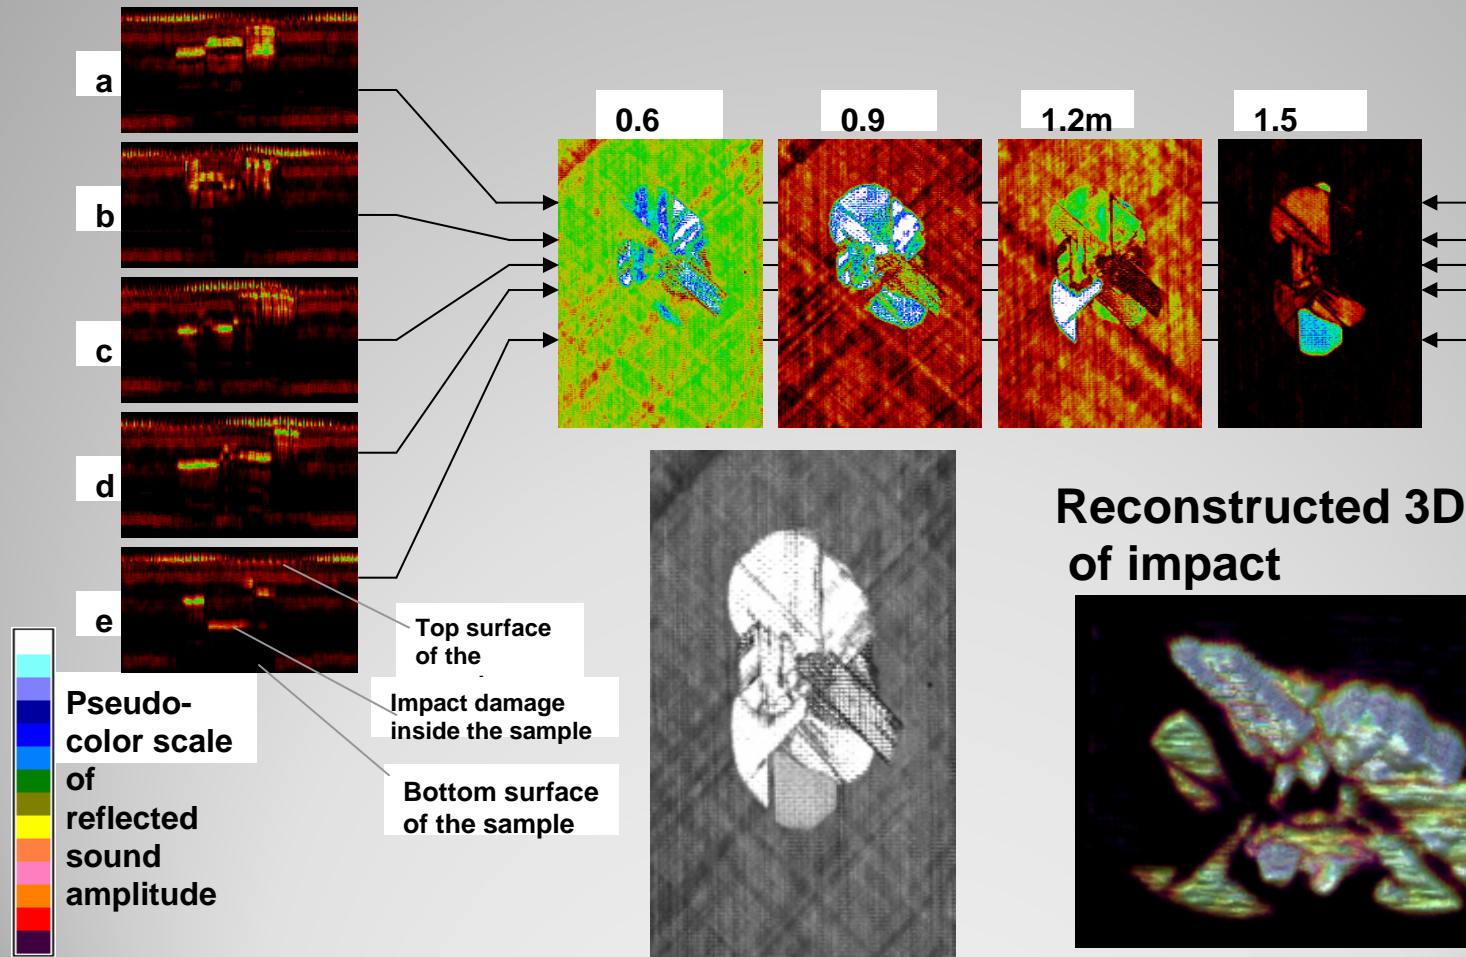 a
b
c
d
e
0.6
0.9
1.2m
1.5
Top surface
of the
Impact damage
inside the sample
Bottom surface
of the sample
Pseudo-
color scale
of
reflected
sound
amplitude
Reconstructed 3D
of impact